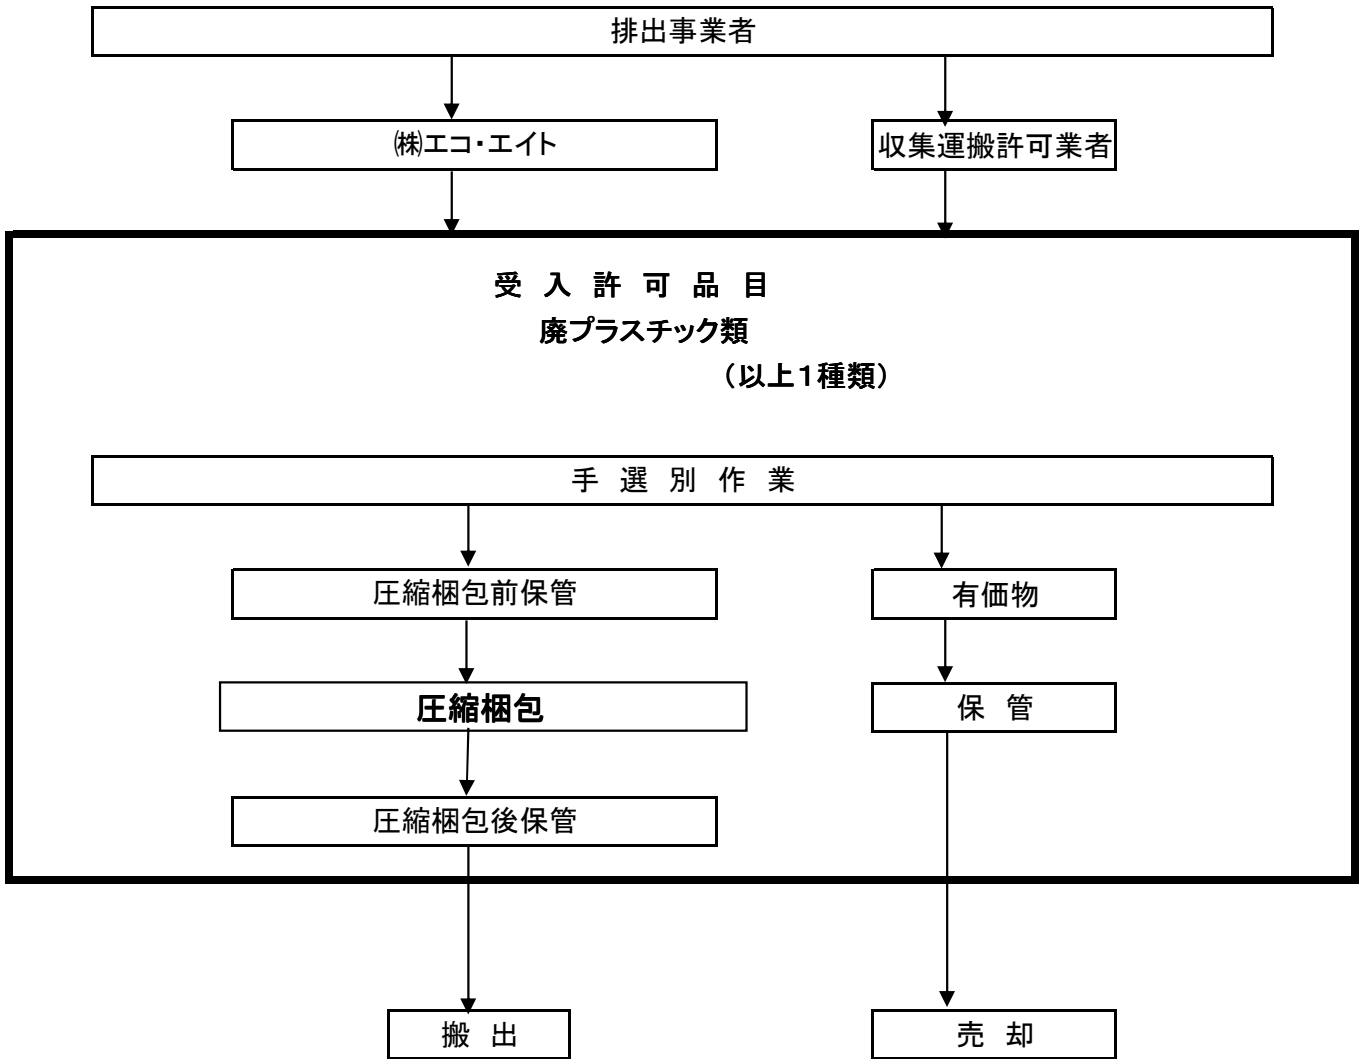 排出事業者
㈱エコ・エイト
収集運搬許可業者
受 入 許 可 品 目
廃プラスチック類
（以上１種類）
手 選 別 作 業
圧縮梱包前保管
有価物
圧縮梱包
保 管
圧縮梱包後保管
搬 出
売 却